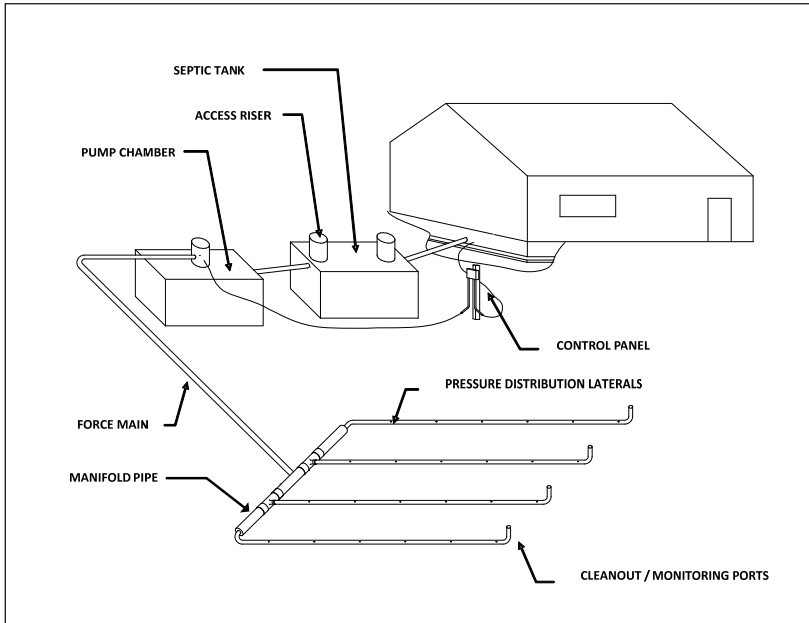 SEPTIC TANK
ACCESS RISER
PUMP CHAMBER
CONTROL PANEL
PRESSURE DISTRIBUTION LATERALS
FORCE MAIN
MANIFOLD PIPE
CLEANOUT / MONITORING PORTS